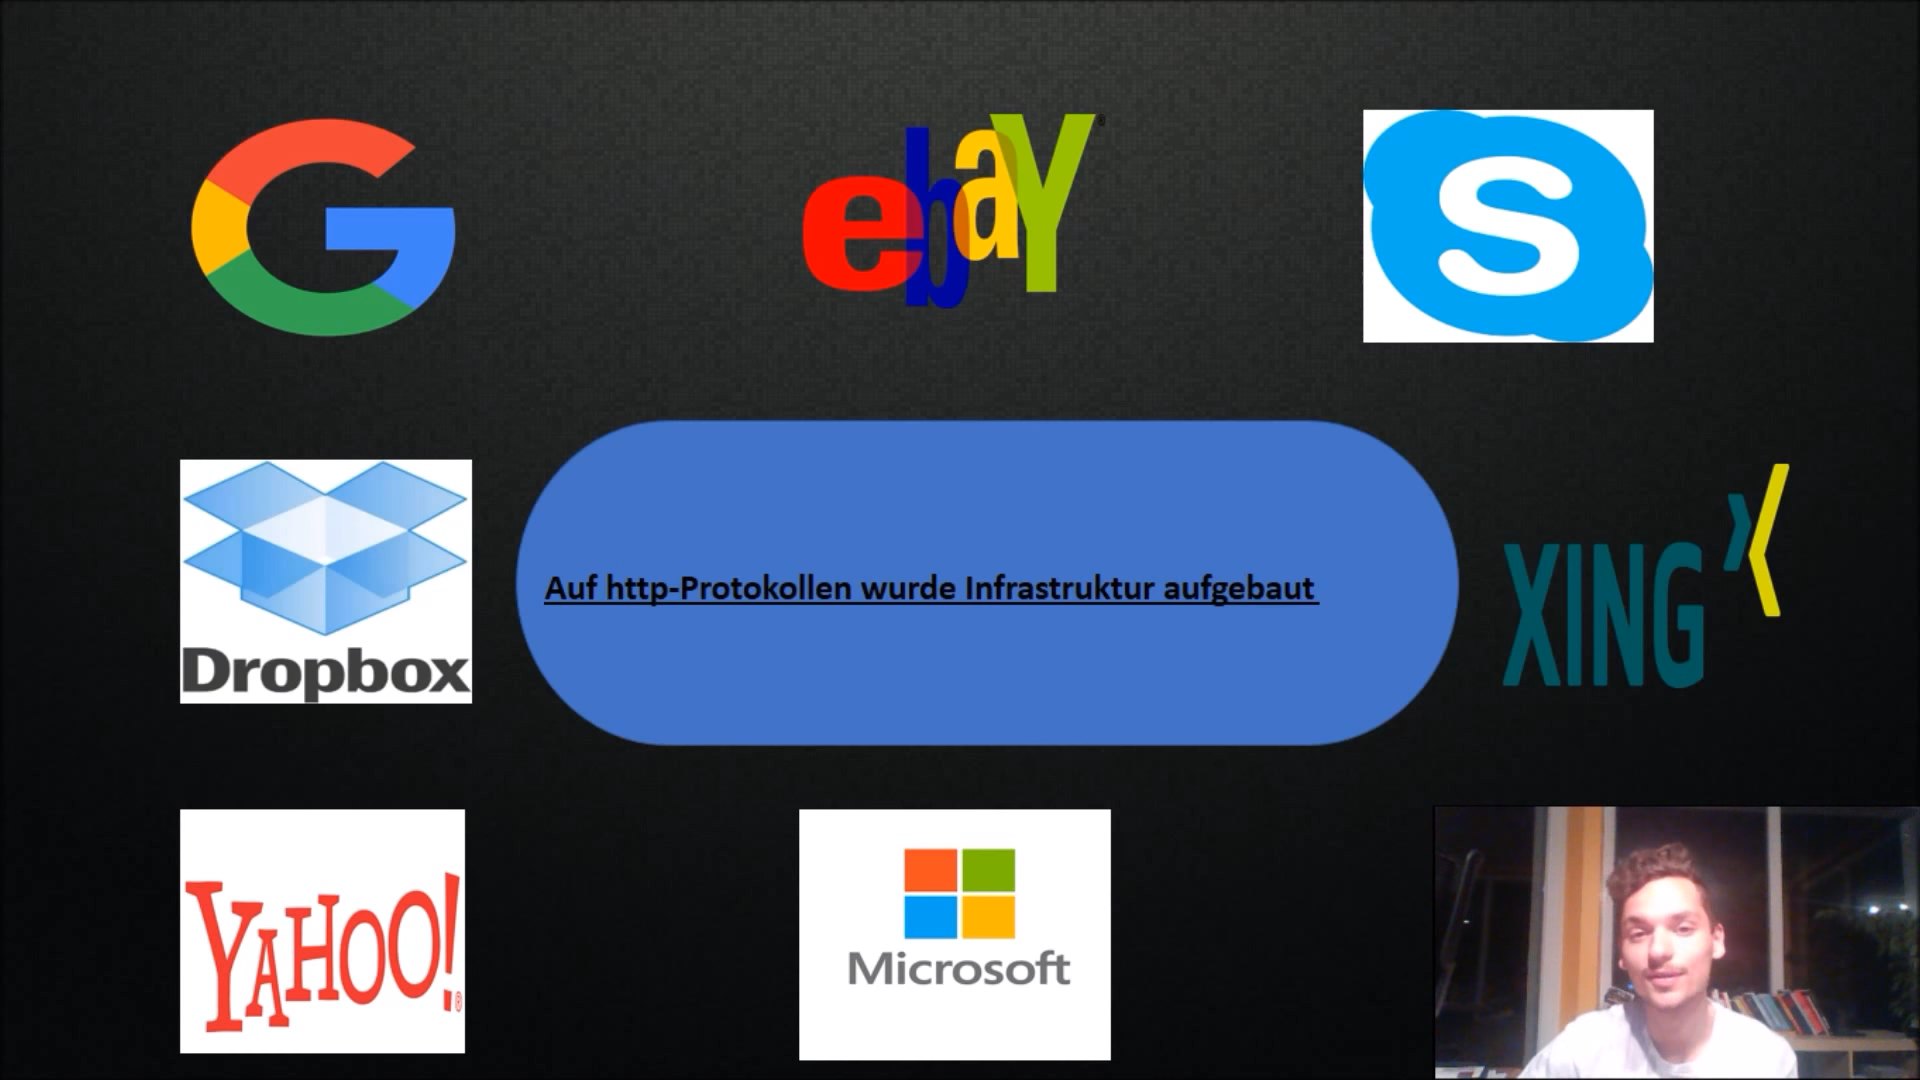 ebay
S
Dropbox
Auf http-Protokollen wurde Infrastruktur aufgebaut
XING
YAHOO!
Microsoft